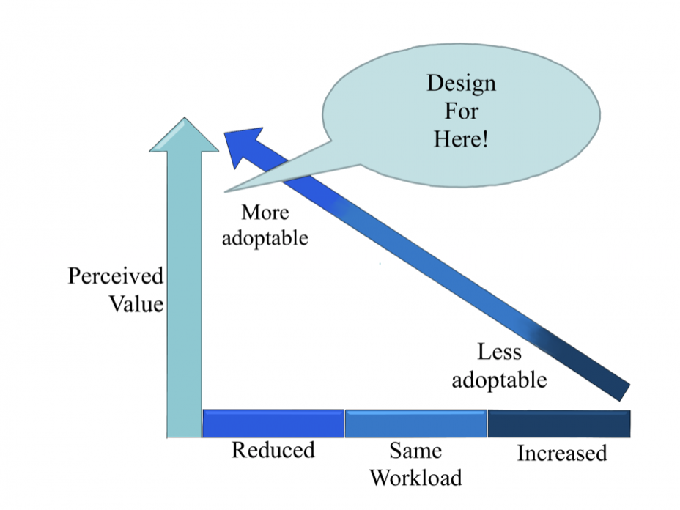 Design
For
Here!
More
adoptable
Perceived
Value
Less
adoptable
Reduced
Same
Increased
Workload